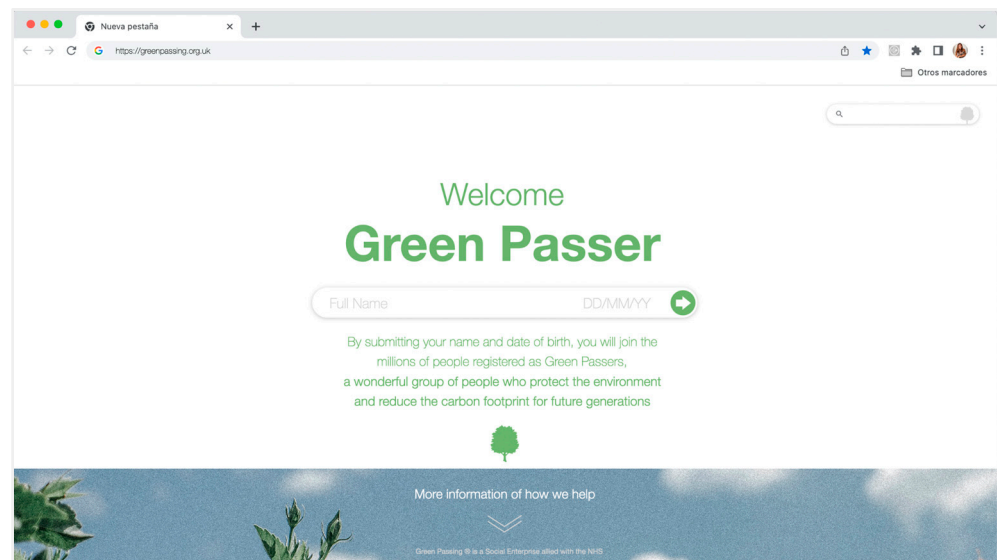 Nueva pestaña
https://greenpassing.org.uk
Otros marcadores
Welcome
Green Passer
Full Name DD/MM/YY
By submitting your name and date of birth, you will join the
millions of people registered as Green Passers,
a wonderful group of people who protect the environment
and reduce the carbon footprint for future generations
More information of how we help
Green Passing ® is a Social Enterprise allied with the NHS